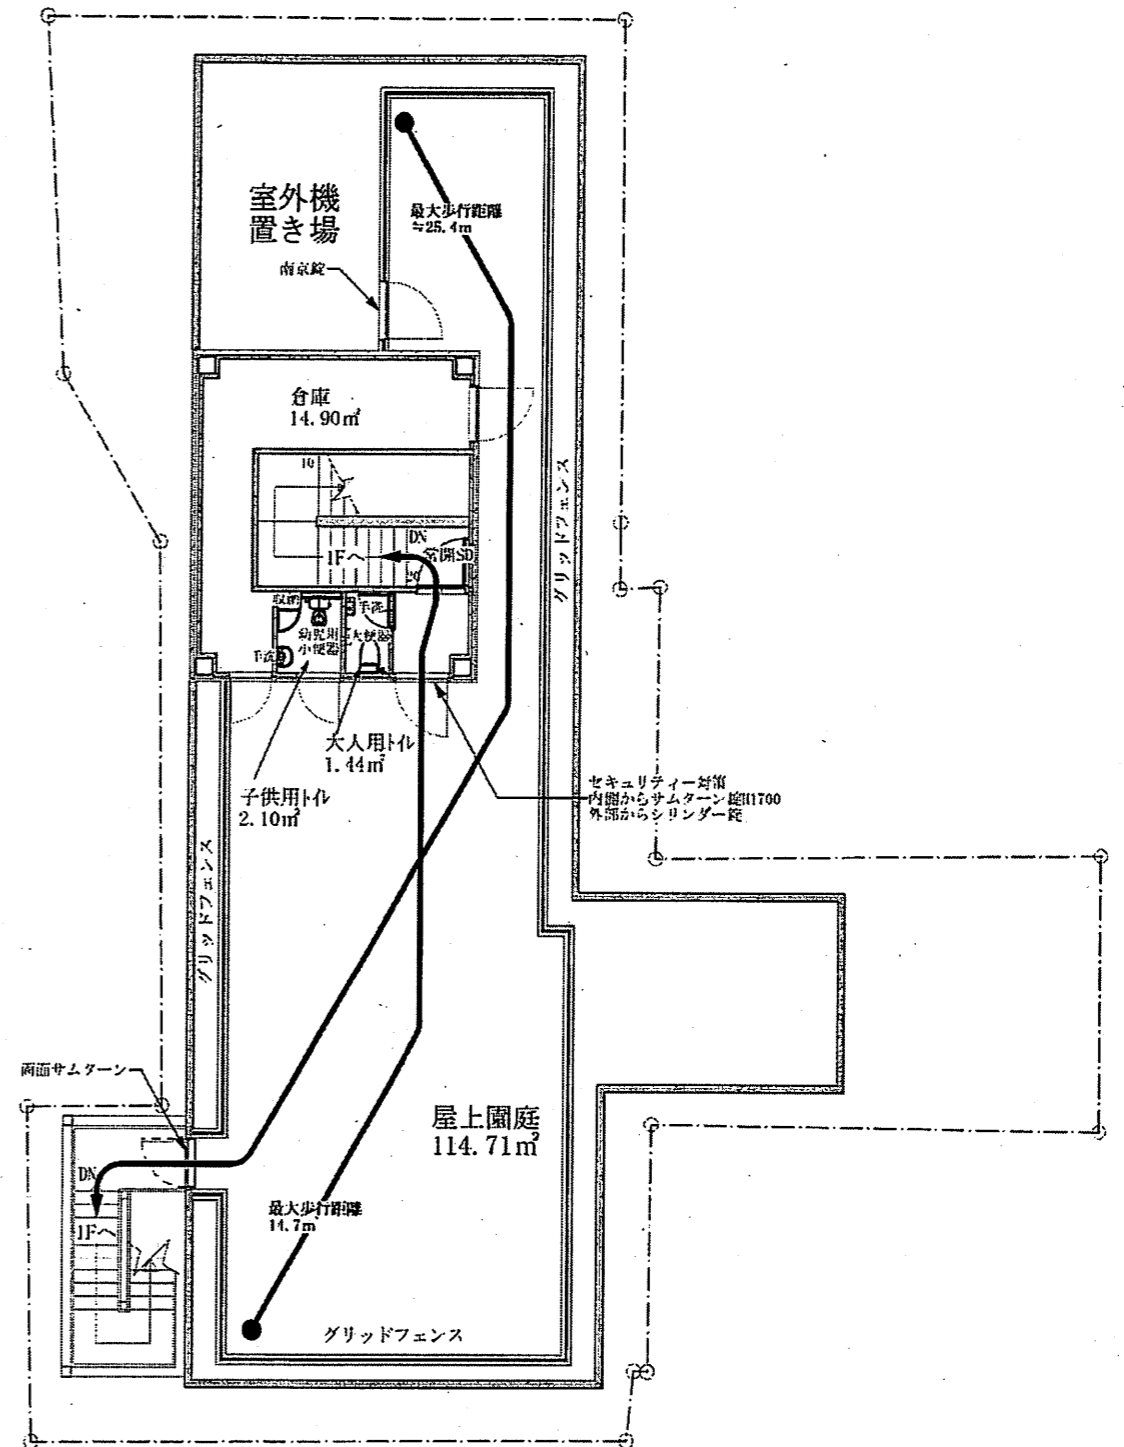 最大歩行距離
≒25.4m
室外機
置き場
南京錠
倉庫
14.90㎡
グリッドフェンス
10
DN
1Fへ
常開SD
20
収納
手洗
幼児用
小便器
大便器
手洗
大人用トイレ
1.44㎡
子供用トイレ
2.10㎡
セキュリティー対策
内側からサムターン錠H1700
外部からシリンダー錠
グリッドフェンス
両面サムターン
屋上園庭
114.71㎡
DN
1Fへ
最大歩行距離
14.7m
グリッドフェンス